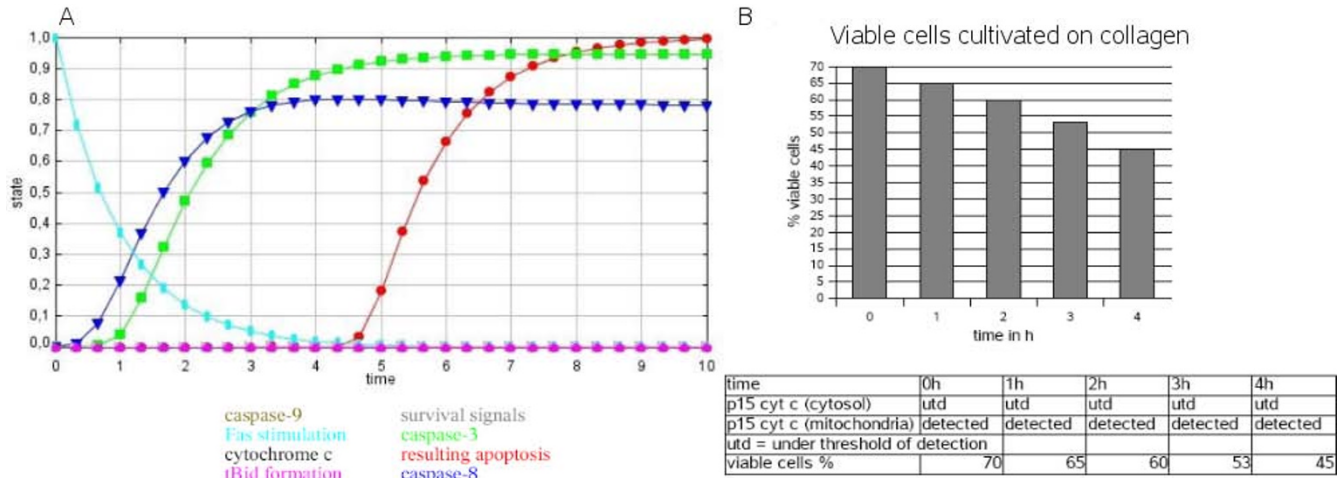 A
1,0
0,9
0,8
0,7
0,6
0,5
0,4
0,3
0,2
0,1
0,0
state
0 1 2 3 4 5 6 7 8 9 10
time
caspase-9 survival signals
Fas stimulation caspase-3
cytochrome c resulting apoptosis
tBid formation caspase-8
B
Viable cells cultivated on collagen
70
65
60
55
50
45
40
35
30
25
20
15
10
5
0
% viable cells
0 1 2 3 4
time in h
time 0h 1h 2h 3h 4h
p15 cyt c (cytosol) utd utd utd utd utd
p15 cyt c (mitochondria) detected detected detected detected detected
utd = under threshold of detection
viable cells % 70 65 60 53 45